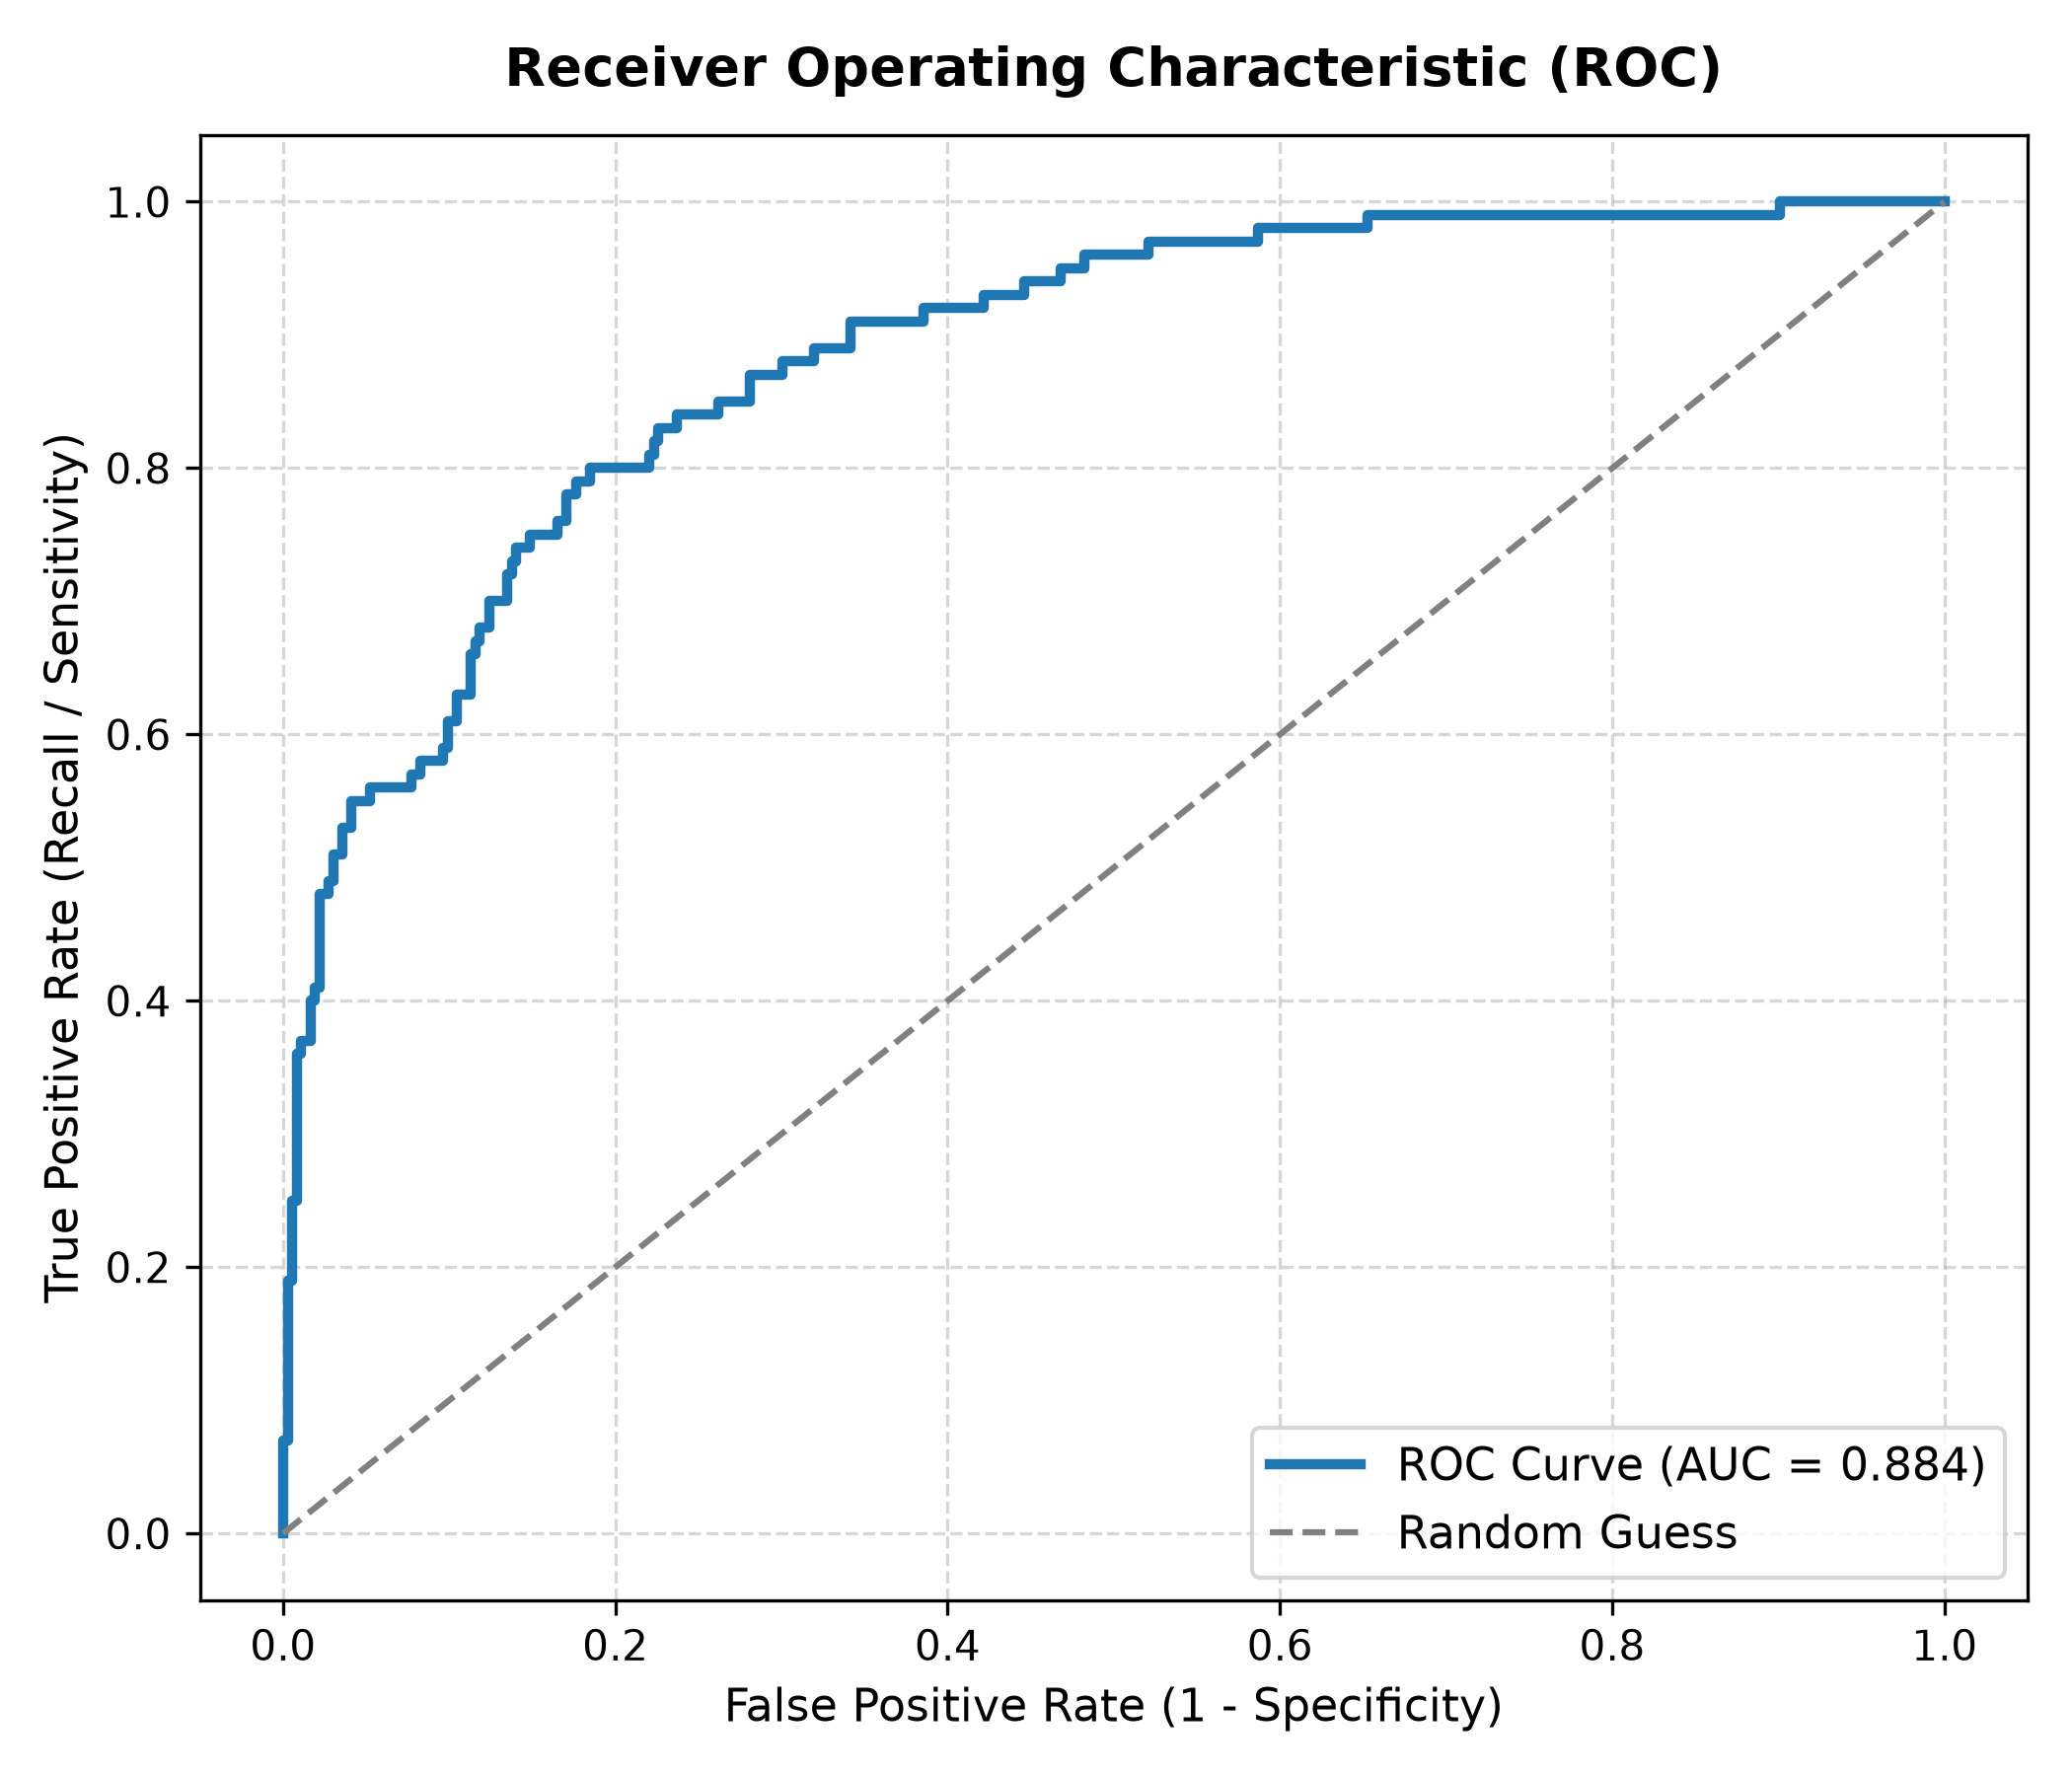 Receiver Operating Characteristic (ROC)
True Positive Rate (Recall / Sensitivity)
1.0
0.8
0.6
0.4
0.2
0.0
ROC Curve (AUC = 0.884)
Random Guess
0.0 0.2 0.4 0.6 0.8 1.0
False Positive Rate (1 - Specificity)